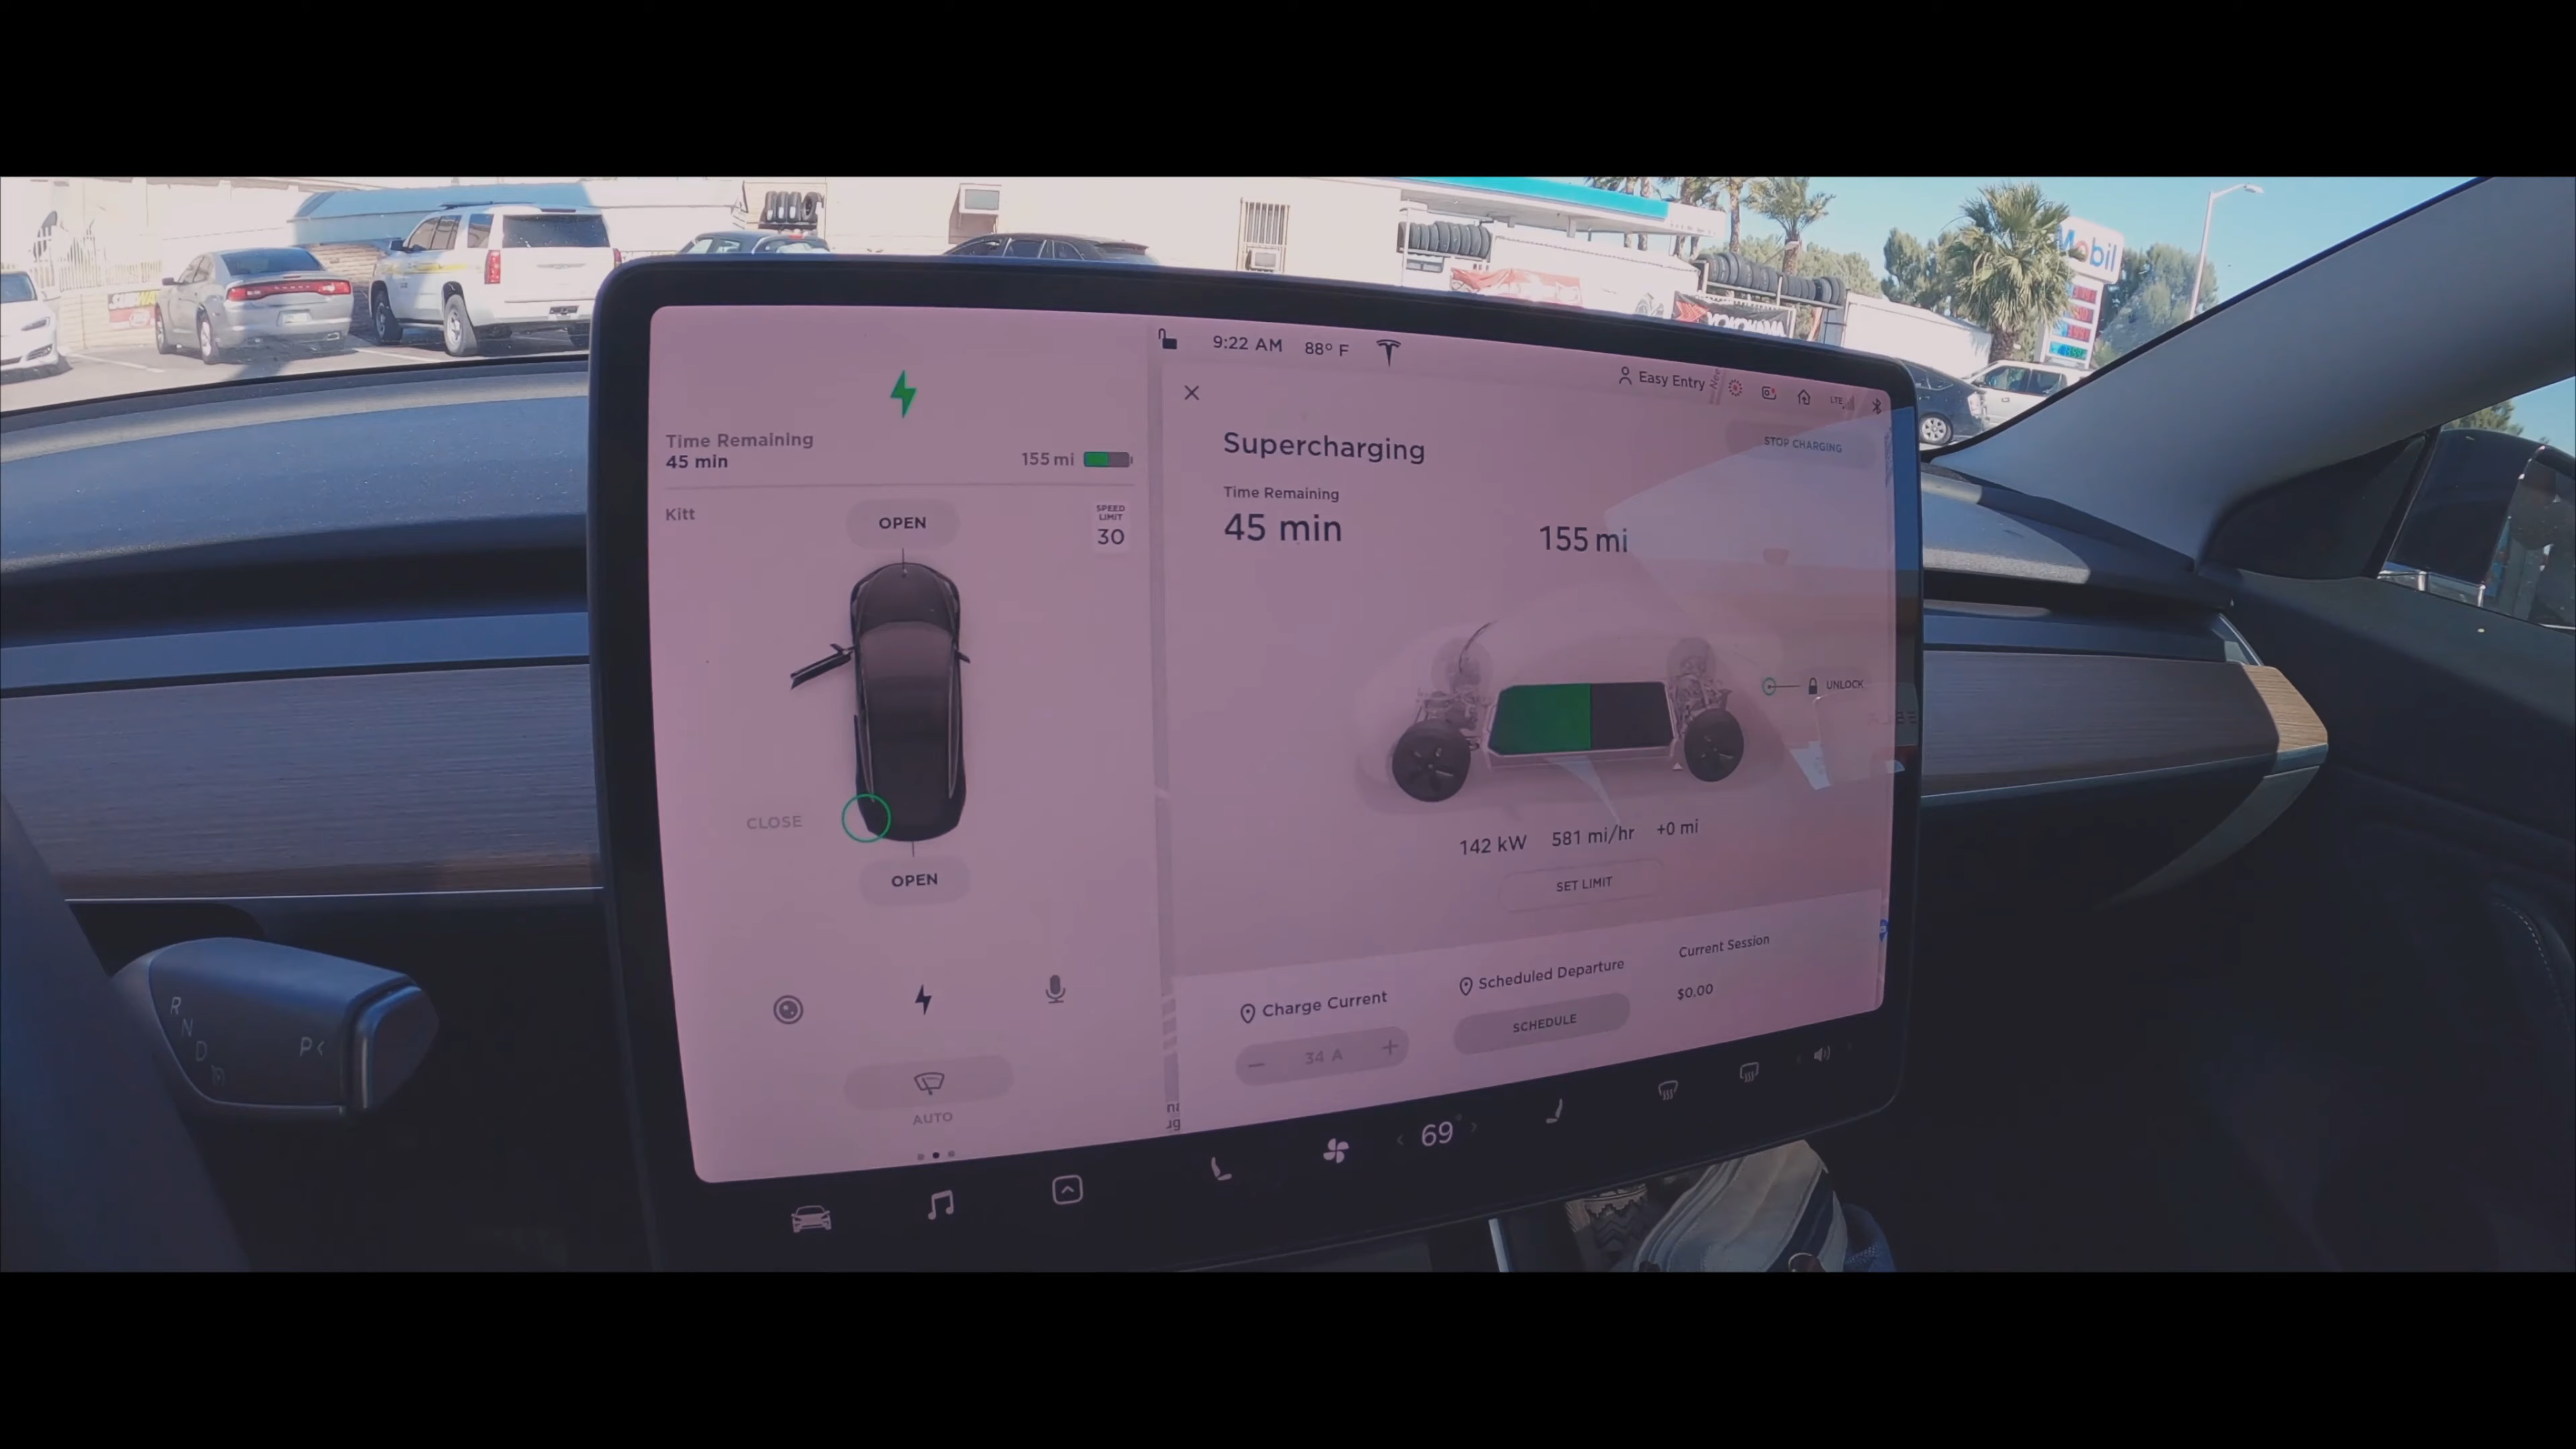 Mobil
YOKOHAMA
9:22 AM 88° F
Easy Entry
LTE
Time Remaining
45 min
155 mi
Kitt
OPEN
SPEED
LIMIT
30
CLOSE
OPEN
AUTO
Supercharging
STOP CHARGING
Time Remaining
45 min
155 mi
UNLOCK
142 kW 581 mi/hr +0 mi
SET LIMIT
Charge Current
34 A
Scheduled Departure
SCHEDULE
Current Session
$0.00
69
R
N
D
P<